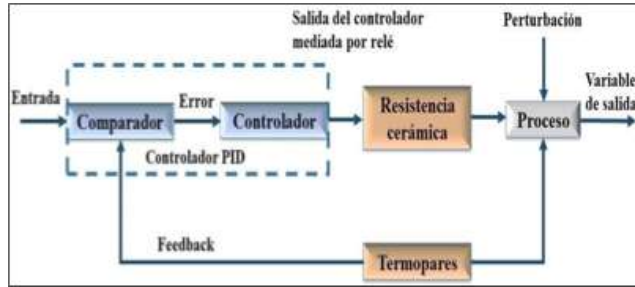 Salida del controlador
mediada por relé
Perturbación
Entrada
Error
Variable
de salida
Comparador
Controlador
Resistencia
cerámica
Proceso
Controlador PID
Feedback
Termopares